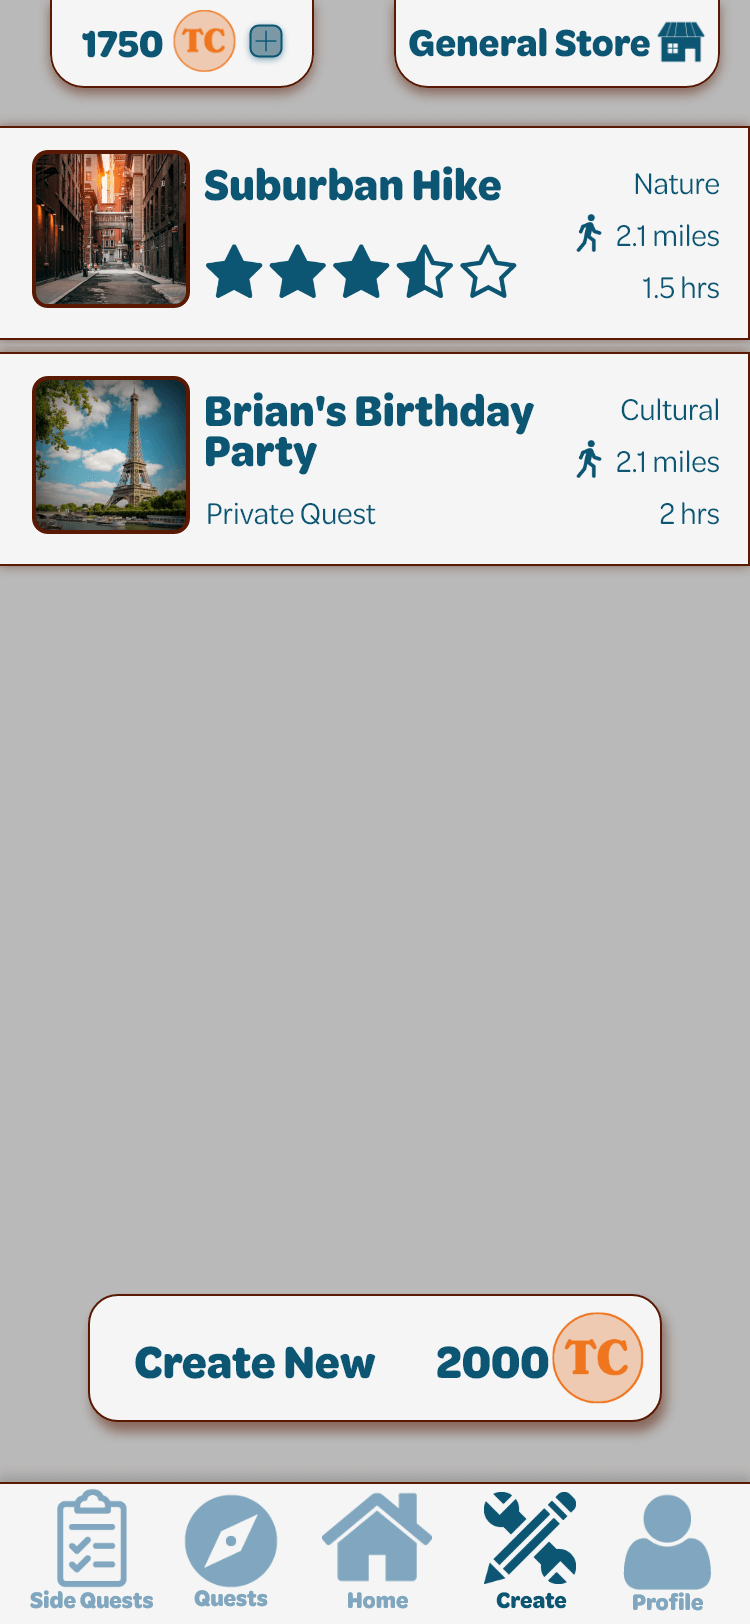 1750 TC
General Store
Suburban Hike
Nature
2.1 miles
1.5 hrs
Brian's Birthday
Party
Private Quest
Cultural
2.1 miles
2 hrs
Create New 2000 TC
Side Quests
Quests
Home
Create
Profile